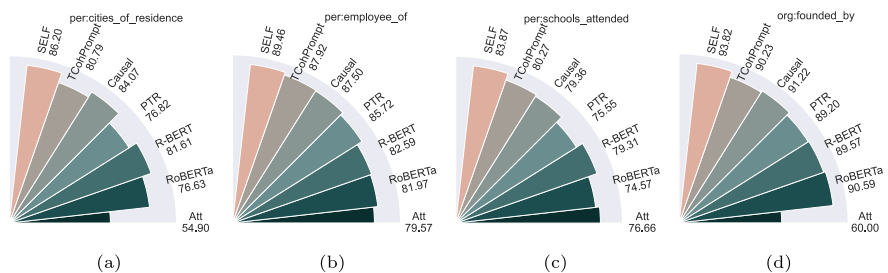 per:cities_of_residence
SELF
86.20
TCohPrompt
80.79
Causal
84.07
PTR
76.82
R-BERT
81.61
RoBERTa
76.63
Att
54.90
(a)
per:employee_of
SELF
89.46
TCohPrompt
87.92
Causal
87.50
PTR
85.72
R-BERT
82.59
RoBERTa
81.97
Att
79.57
(b)
per:schools_attended
SELF
83.87
TCohPrompt
80.27
Causal
79.36
PTR
75.55
R-BERT
79.31
RoBERTa
74.57
Att
76.66
(c)
org:founded_by
SELF
93.82
TCohPrompt
90.23
Causal
91.22
PTR
89.20
R-BERT
89.57
RoBERTa
90.59
Att
60.00
(d)